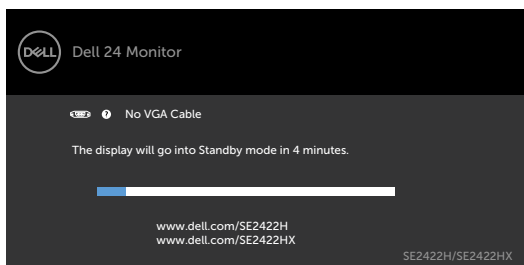 DELL Dell 24 Monitor
? No VGA Cable
The display will go into Standby mode in 4 minutes.
www.dell.com/SE2422H
www.dell.com/SE2422HX
SE2422H/SE2422HX